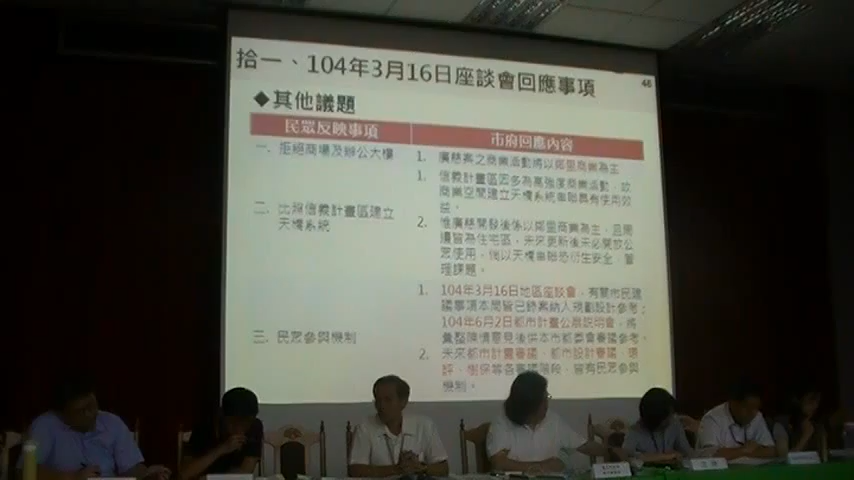 拾一、104年3月16日座談會回應事項
46
◆其他議題
民眾反映事項
市府回應內容
一、拒絕商場及辦公大樓
1. 廣慈案之商業活動將以鄰里商業為主
二、比照信義計畫區建立
天橋系統
1. 信義計畫區因多為高強度商業活動，故
商業空間建立天橋系統串聯具有使用效
益。
2. 惟廣慈開發後係以鄰里商業為主，且周
邊皆為住宅區，未來更新後未必開放公
眾使用，倘以天橋串聯恐衍生安全、管
理課題。
三、民眾參與機制
1. 104年3月16日地區座談會，有關市民建
議事項本局皆已錄案納入規劃設計參考；
104年6月2日都市計畫公展說明會，將
彙整陳情意見後供本市都委會審議參考。
2. 未來都市計畫審議、都市設計審議、環
評、樹保等各審議階段，皆有民眾參與
機制。